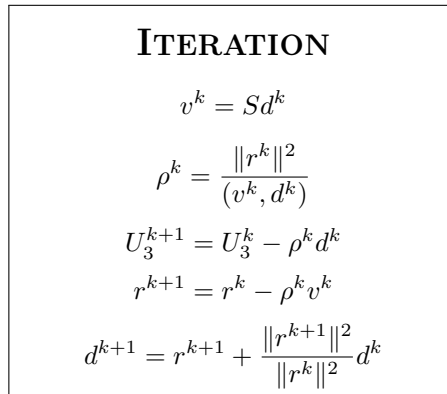 ITERATION
v^k = Sd^k
ρ^k = ‖r^k‖^2 / (v^k, d^k)
U_3^{k+1} = U_3^k − ρ^k d^k
r^{k+1} = r^k − ρ^k v^k
d^{k+1} = r^{k+1} + ‖r^{k+1}‖^2 / ‖r^k‖^2 d^k